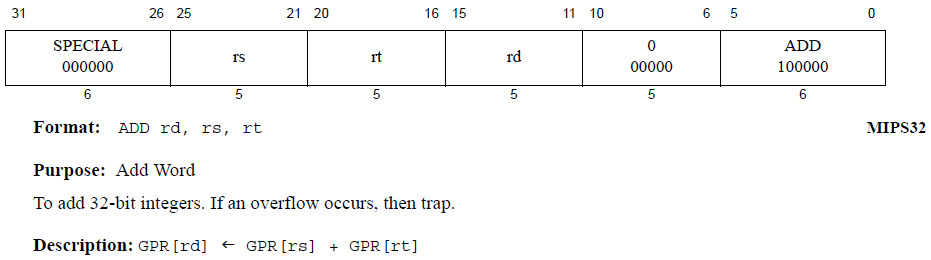 31 26 25 21 20 16 15 11 10 6 5 0
SPECIAL 0 ADD
rs rt rd
000000 00000 100000
6 5 5 5 5 6
Format: ADD rd, rs, rt MIPS32
Purpose: Add Word
To add 32-bit integers. If an overflow occurs, then trap.
Description: GPR[rd] ← GPR[rs] + GPR[rt]